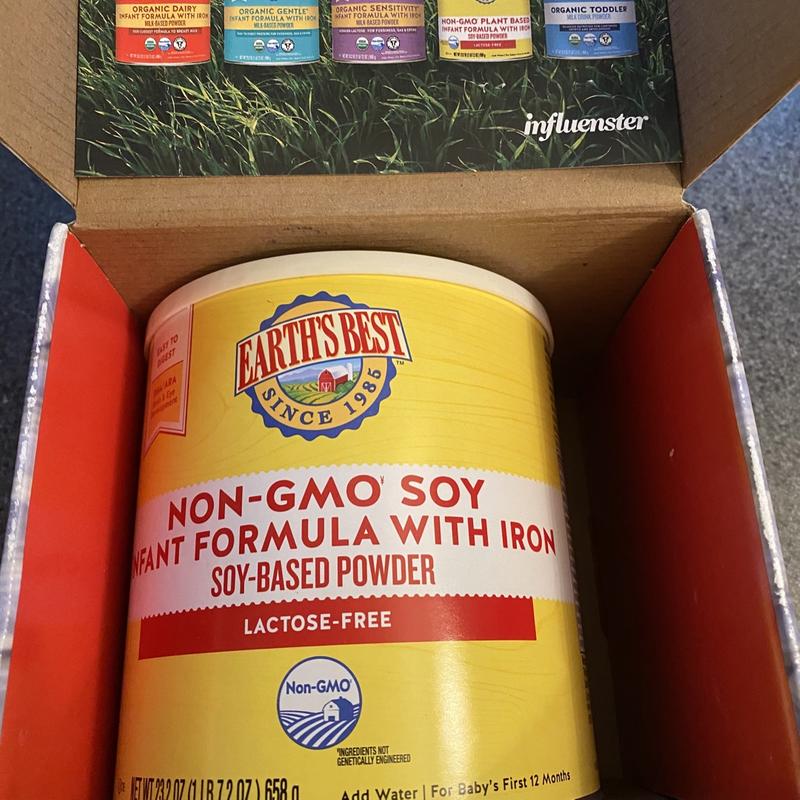 ORGANIC DAIRY
INFANT FORMULA WITH IRON
MILK-BASED POWDER
ORGANIC GENTLE
INFANT FORMULA WITH IRON
MILK-BASED POWDER
ORGANIC SENSITIVITY
INFANT FORMULA WITH IRON
MILK-BASED POWDER
NON-GMO PLANT BASED
INFANT FORMULA WITH IRON
SOY-BASED POWDER
LACTOSE-FREE
ORGANIC TODDLER
MILK DRINK POWDER
influenster
EASY TO
DIGEST
EARTH'S BEST
TM
SINCE 1985
NON-GMO SOY
NFANT FORMULA WITH IRON
SOY-BASED POWDER
LACTOSE-FREE
Non-GMO
INGREDIENTS NOT
GENETICALLY ENGINEERED
NET WT 23.2 OZ (1 LB 7.2 OZ) 658 g
Add Water | For Baby's First 12 Months